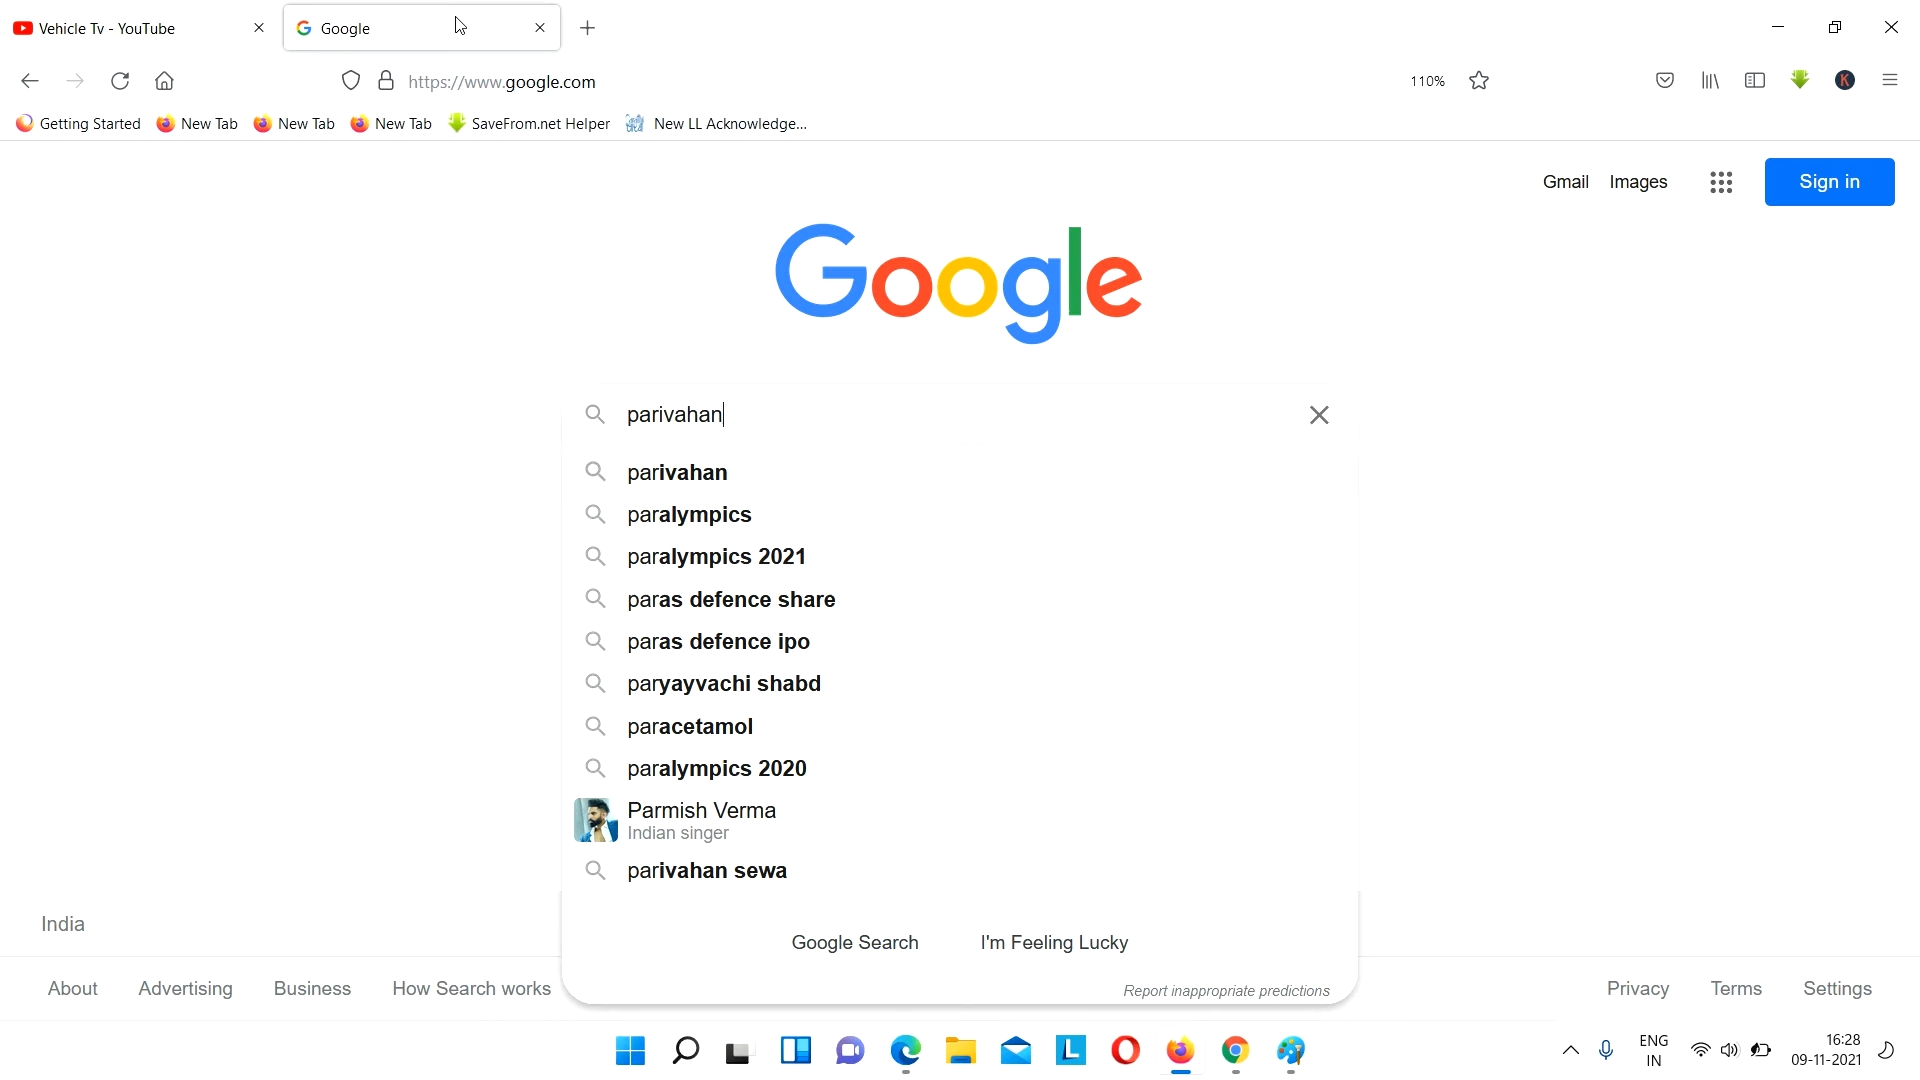 Vehicle Tv - YouTube
Google
https://www.google.com
110%
Getting Started
New Tab
New Tab
New Tab
SaveFrom.net Helper
New LL Acknowledge...
Gmail
Images
Sign in
Google
parivahan
parivahan
paralympics
paralympics 2021
paras defence share
paras defence ipo
paryayvachi shabd
paracetamol
paralympics 2020
Parmish Verma
Indian singer
parivahan sewa
Google Search
I'm Feeling Lucky
Report inappropriate predictions
India
About
Advertising
Business
How Search works
Privacy
Terms
Settings
ENG
IN
16:28
09-11-2021